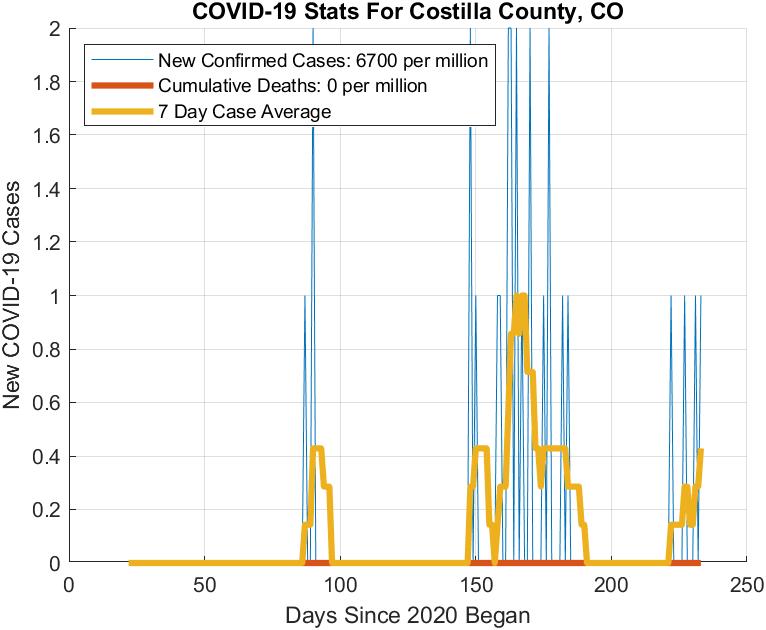 COVID-19 Stats For Costilla County, CO
New Confirmed Cases: 6700 per million
Cumulative Deaths: 0 per million
7 Day Case Average
New COVID-19 Cases
2
1.8
1.6
1.4
1.2
1
0.8
0.6
0.4
0.2
0
0 50 100 150 200 250
Days Since 2020 Began